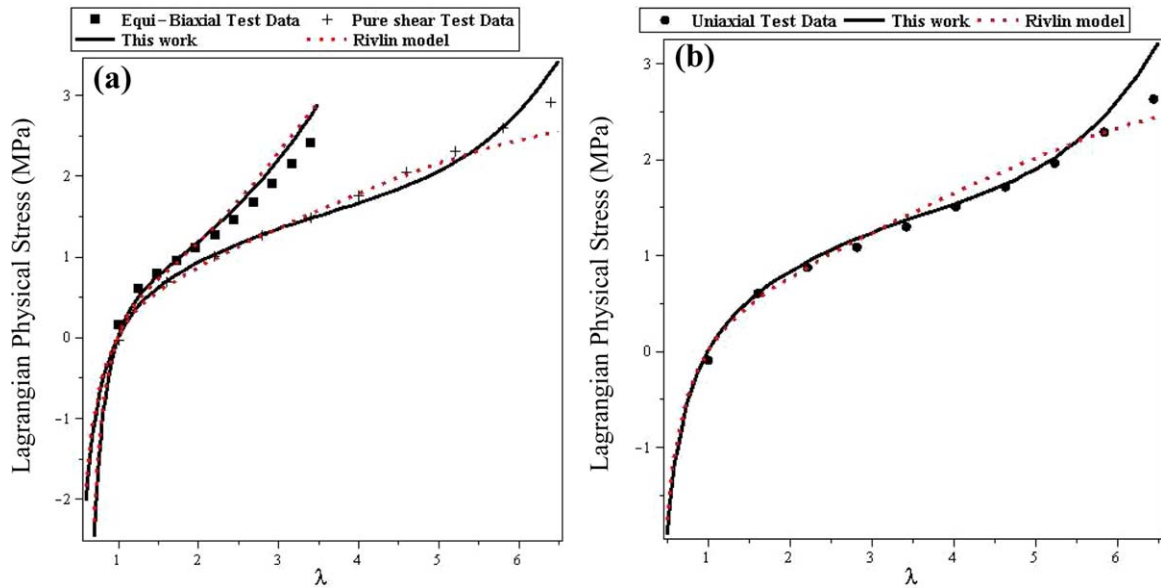 Equi-Biaxial Test Data + Pure shear Test Data
This work Rivlin model
(a)
Lagrangian Physical Stress (MPa)
3
2
1
0
-1
-2
1 2 3 4 5 6
λ
Uniaxial Test Data This work Rivlin model
(b)
Lagrangian Physical Stress (MPa)
3
2
1
0
-1
1 2 3 4 5 6
λ